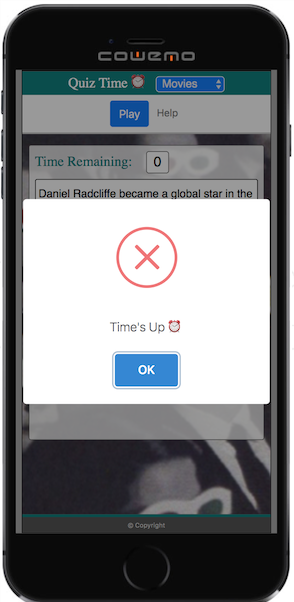 cowemo
Quiz Time ⏰ Movies
Play Help
Time Remaining: 0
Daniel Radcliffe became a global star in the
Time's Up ⏰
OK
© Copyright